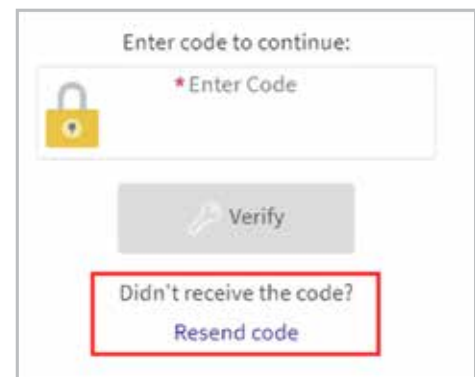 Enter code to continue:
*Enter Code
Verify
Didn't receive the code?
Resend code